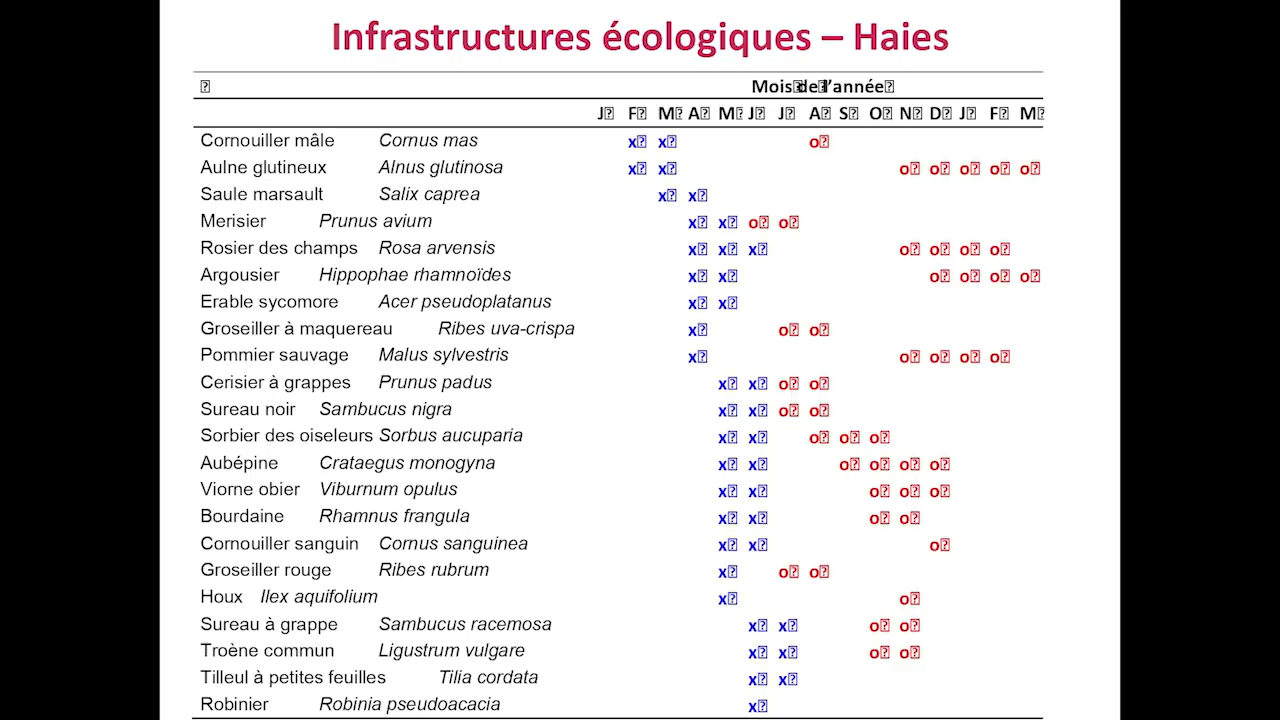 Infrastructures écologiques – Haies
Mois de l'année
J F M A M J J A S O N D J F M
Cornouiller mâle Cornus mas x x o
Aulne glutineux Alnus glutinosa x x o o o o o
Saule marsault Salix caprea x x
Merisier Prunus avium x x o o
Rosier des champs Rosa arvensis x x x o o o o
Argousier Hippophae rhamnoïdes x x o o o o
Erable sycomore Acer pseudoplatanus x x
Groseiller à maquereau Ribes uva-crispa x o o
Pommier sauvage Malus sylvestris x o o o o
Cerisier à grappes Prunus padus x x o o
Sureau noir Sambucus nigra x x o o
Sorbier des oiseleurs Sorbus aucuparia x x o o o
Aubépine Crataegus monogyna x x o o o o
Viorne obier Viburnum opulus x x o o o
Bourdaine Rhamnus frangula x x o o
Cornouiller sanguin Cornus sanguinea x x o
Groseiller rouge Ribes rubrum x o o
Houx Ilex aquifolium x o
Sureau à grappe Sambucus racemosa x x o o
Troène commun Ligustrum vulgare x x o o
Tilleul à petites feuilles Tilia cordata x x
Robinier Robinia pseudoacacia x